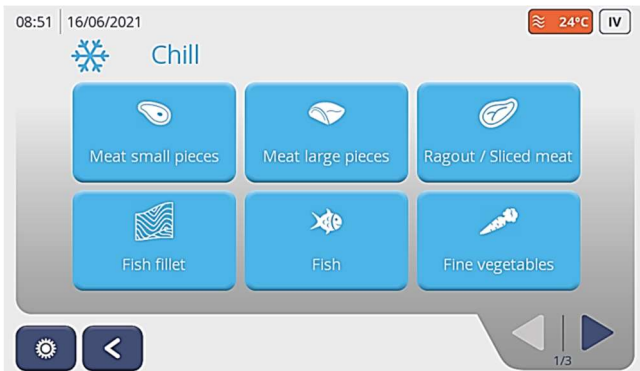 08:51 16/06/2021 24°C IV
Chill
Meat small pieces Meat large pieces Ragout / Sliced meat
Fish fillet Fish Fine vegetables
1/3